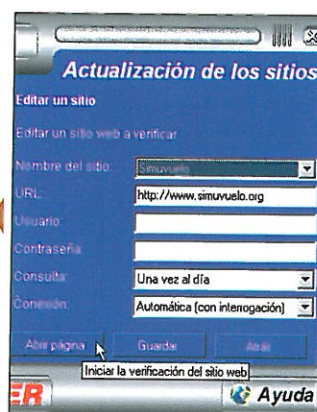 Actualización de los sitios
Editar un sitio
Editar un sitio web a verificar
Nombre del sitio: Simuvuelo
URL: http://www.simuvuelo.org
Usuario:
Contraseña:
Consulta: Una vez al día
Conexión: Automática (con interrogación)
Abrir página Guardar Atrás
Iniciar la verificación del sitio web
ER Ayuda